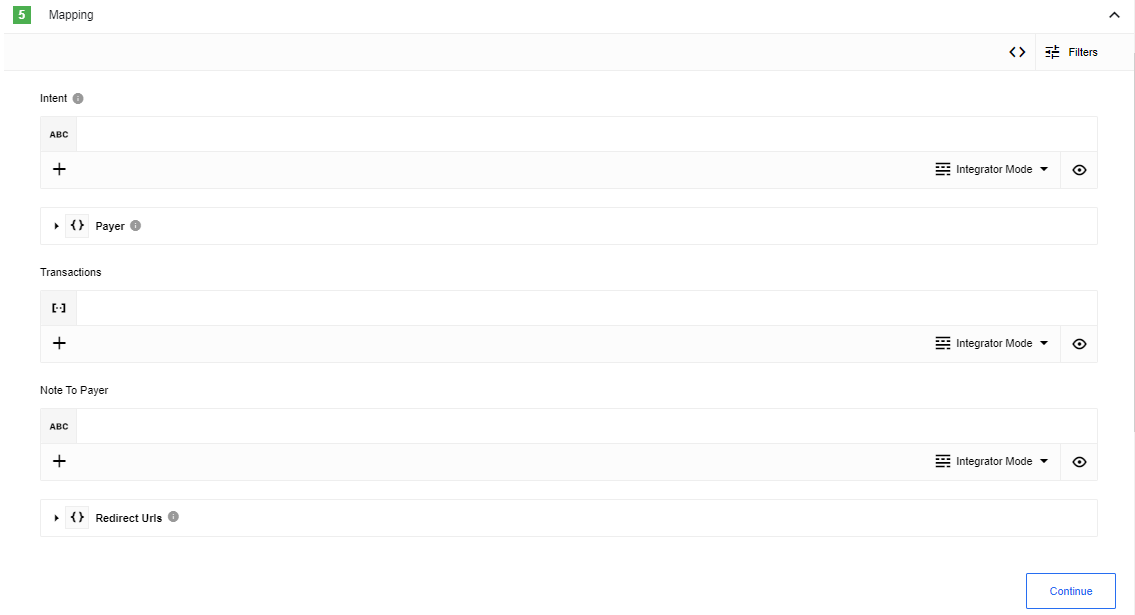 5 Mapping
<> Filters
Intent
ABC
+ Integrator Mode
{} Payer
Transactions
[··]
+ Integrator Mode
Note To Payer
ABC
+ Integrator Mode
{} Redirect Urls
Continue